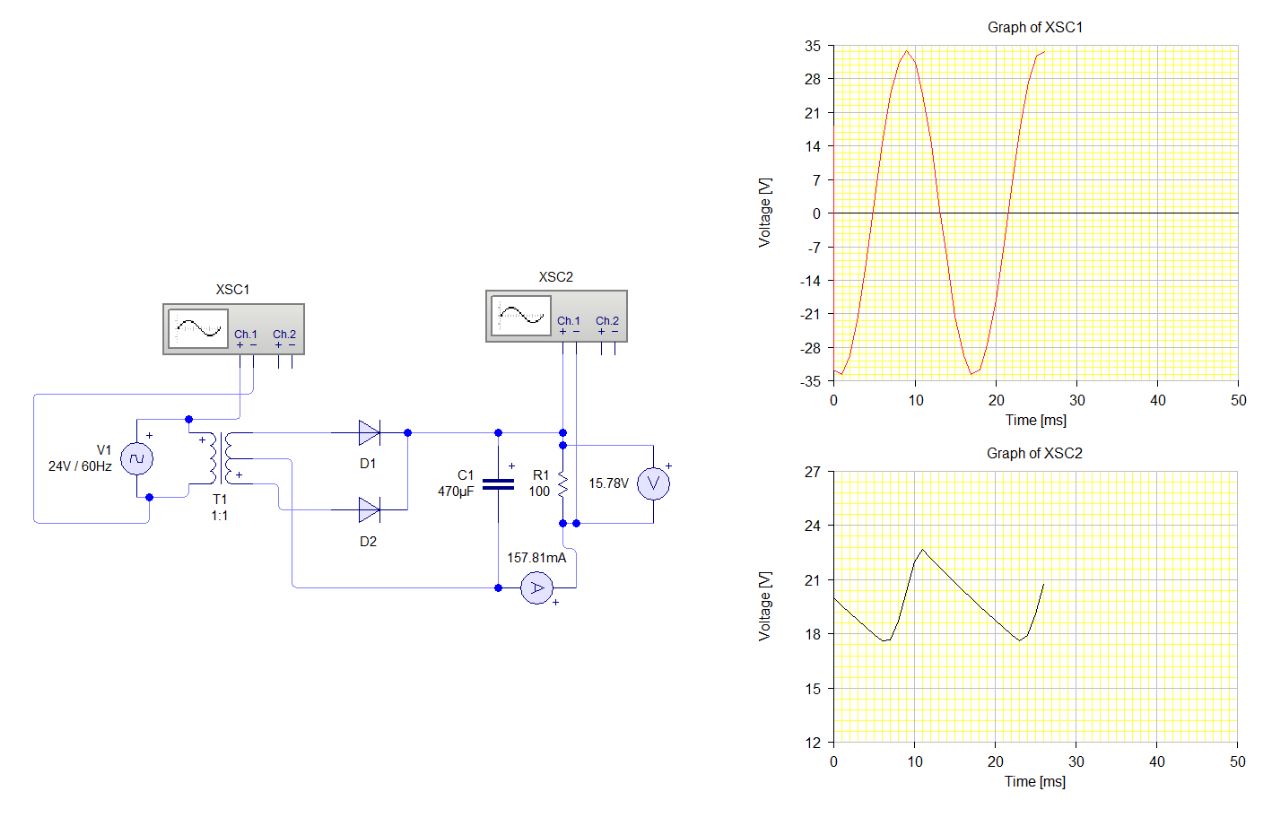 XSC1
Ch.1 Ch.2
+ − + −
XSC2
Ch.1 Ch.2
+ − + −
V1
24V / 60Hz
+
+
+
T1
1:1
D1
D2
C1
470µF
+
R1
100
15.78V
V
+
157.81mA
A
+
Graph of XSC1
Voltage [V]
35
28
21
14
7
0
-7
-14
-21
-28
-35
0 10 20 30 40 50
Time [ms]
Graph of XSC2
Voltage [V]
27
24
21
18
15
12
0 10 20 30 40 50
Time [ms]